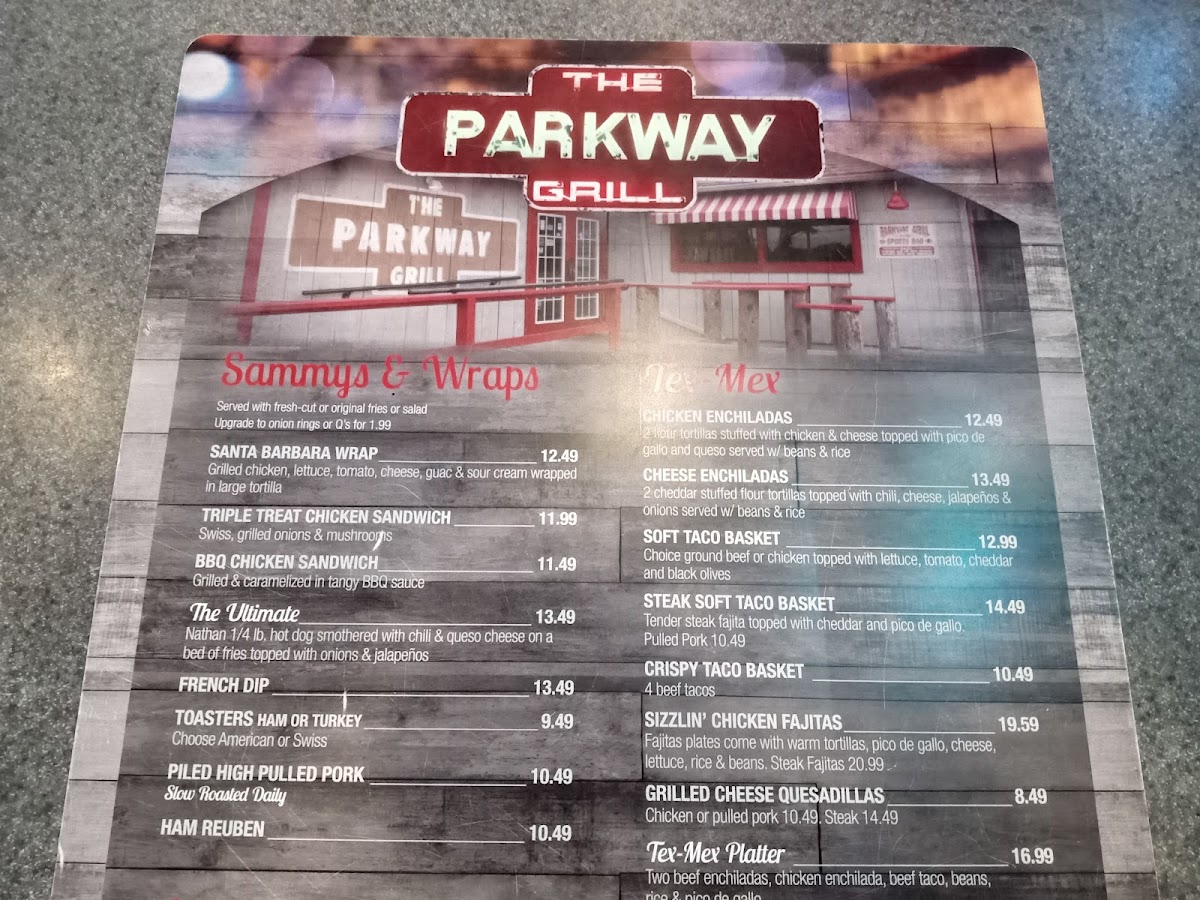 THE
PARKWAY
GRILL
THE
PARKWAY
GRILL
PARKWAY GRILL
SPORTS BAR
Sammys & Wraps
Served with fresh-cut or original fries or salad
Upgrade to onion rings or Q's for 1.99
SANTA BARBARA WRAP 12.49
Grilled chicken, lettuce, tomato, cheese, guac & sour cream wrapped
in large tortilla
TRIPLE TREAT CHICKEN SANDWICH 11.99
Swiss, grilled onions & mushrooms
BBQ CHICKEN SANDWICH 11.49
Grilled & caramelized in tangy BBQ sauce
The Ultimate 13.49
Nathan 1/4 lb. hot dog smothered with chili & queso cheese on a
bed of fries topped with onions & jalapeños
FRENCH DIP 13.49
TOASTERS HAM OR TURKEY 9.49
Choose American or Swiss
PILED HIGH PULLED PORK 10.49
Slow Roasted Daily
HAM REUBEN 10.49
Tex-Mex
CHICKEN ENCHILADAS 12.49
2 flour tortillas stuffed with chicken & cheese topped with pico de
gallo and queso served w/ beans & rice
CHEESE ENCHILADAS 13.49
2 cheddar stuffed flour tortillas topped with chili, cheese, jalapeños &
onions served w/ beans & rice
SOFT TACO BASKET 12.99
Choice ground beef or chicken topped with lettuce, tomato, cheddar
and black olives
STEAK SOFT TACO BASKET 14.49
Tender steak fajita topped with cheddar and pico de gallo.
Pulled Pork 10.49
CRISPY TACO BASKET 10.49
4 beef tacos
SIZZLIN' CHICKEN FAJITAS 19.59
Fajitas plates come with warm tortillas, pico de gallo, cheese,
lettuce, rice & beans. Steak Fajitas 20.99
GRILLED CHEESE QUESADILLAS 8.49
Chicken or pulled pork 10.49. Steak 14.49
Tex-Mex Platter 16.99
Two beef enchiladas, chicken enchilada, beef taco, beans,
rice & pico de gallo